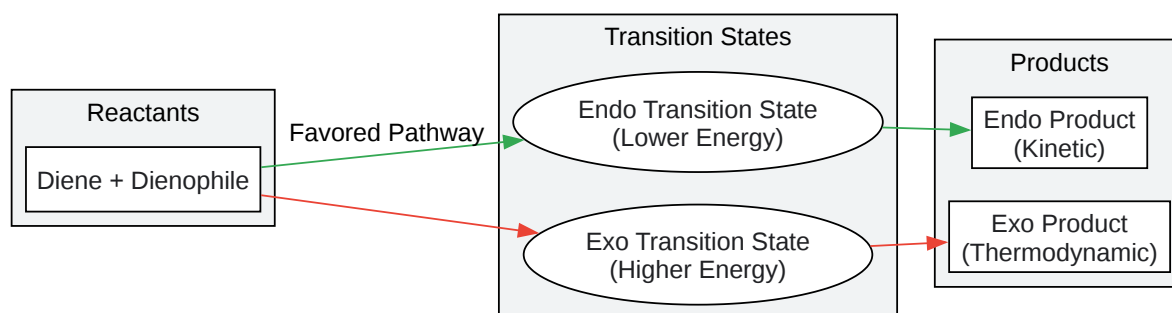 Reactants
Diene + Dienophile
Favored Pathway
Transition States
Endo Transition State
(Lower Energy)
Exo Transition State
(Higher Energy)
Products
Endo Product
(Kinetic)
Exo Product
(Thermodynamic)